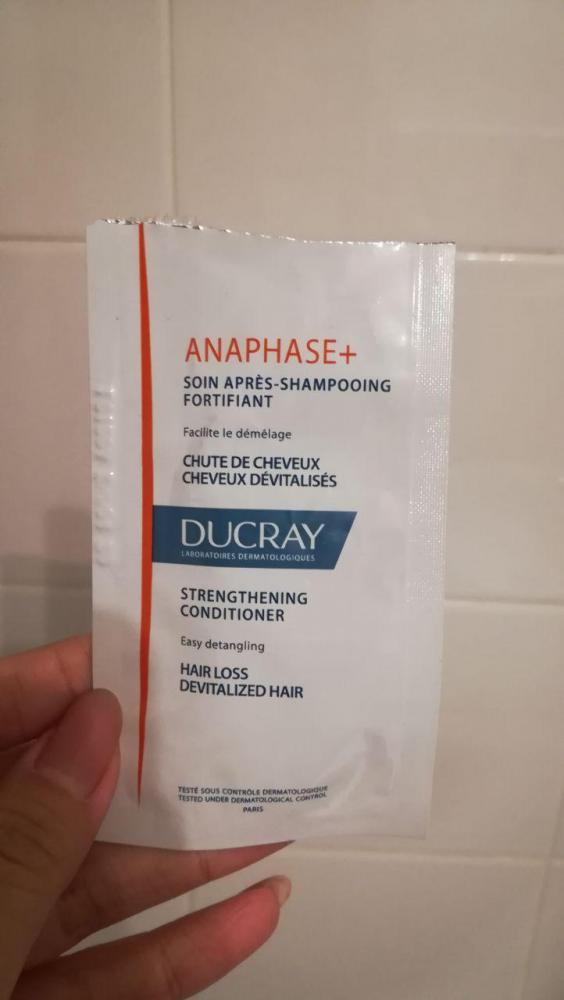 ANAPHASE+
SOIN APRÈS-SHAMPOOING
FORTIFIANT
Facilite le démêlage
CHUTE DE CHEVEUX
CHEVEUX DÉVITALISÉS
DUCRAY
LABORATOIRES DERMATOLOGIQUES
STRENGTHENING
CONDITIONER
Easy detangling
HAIR LOSS
DEVITALIZED HAIR
TESTÉ SOUS CONTRÔLE DERMATOLOGIQUE
TESTED UNDER DERMATOLOGICAL CONTROL
PARIS